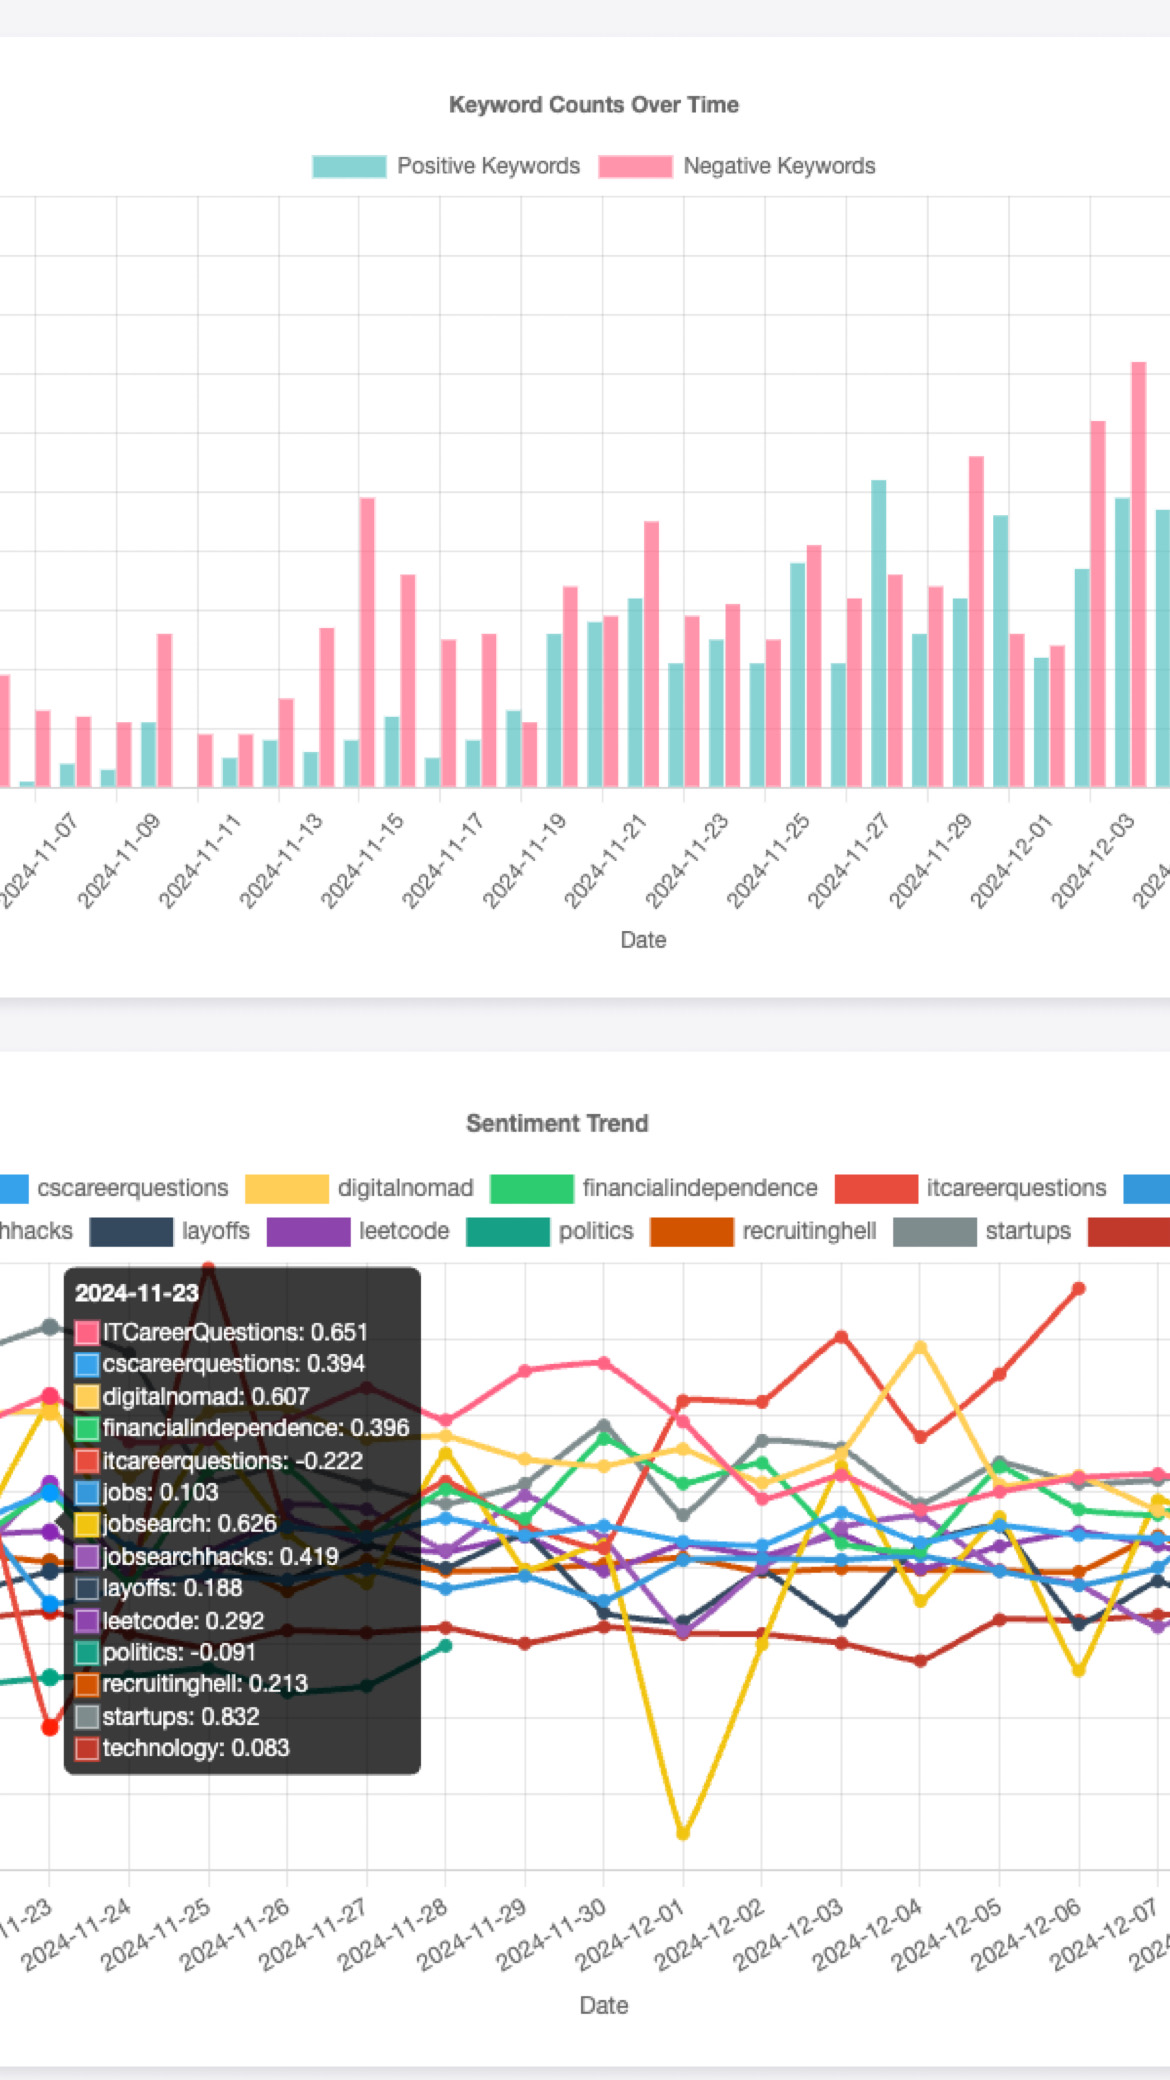 Keyword Counts Over Time
Positive Keywords Negative Keywords
2024-11-07 2024-11-09 2024-11-11 2024-11-13 2024-11-15 2024-11-17 2024-11-19 2024-11-21 2024-11-23 2024-11-25 2024-11-27 2024-11-29 2024-12-01 2024-12-03 2024-
Date
Sentiment Trend
cscareerquestions digitalnomad financialindependence itcareerquestions
hhacks layoffs leetcode politics recruitinghell startups
2024-11-23
ITCareerQuestions: 0.651
cscareerquestions: 0.394
digitalnomad: 0.607
financialindependence: 0.396
itcareerquestions: -0.222
jobs: 0.103
jobsearch: 0.626
jobsearchhacks: 0.419
layoffs: 0.188
leetcode: 0.292
politics: -0.091
recruitinghell: 0.213
startups: 0.832
technology: 0.083
11-23 2024-11-24 2024-11-25 2024-11-26 2024-11-27 2024-11-28 2024-11-29 2024-11-30 2024-12-01 2024-12-02 2024-12-03 2024-12-04 2024-12-05 2024-12-06 2024-12-07 2024
Date